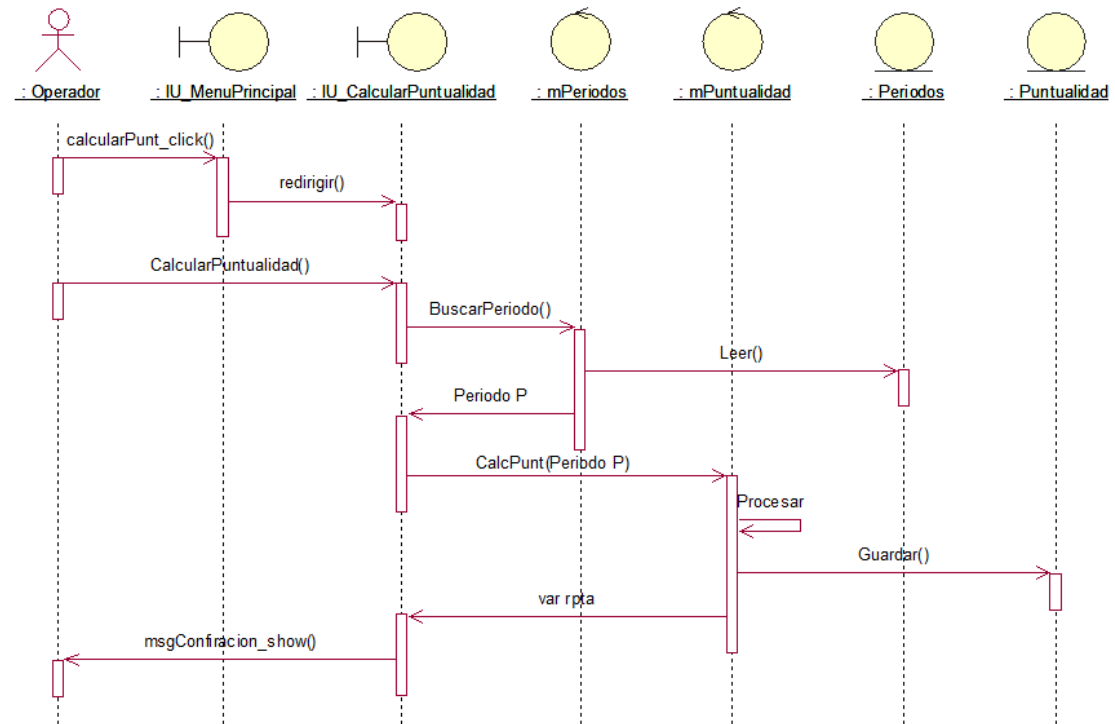 : Operador
: IU_MenuPrincipal
: IU_CalcularPuntualidad
: mPeriodos
: mPuntualidad
: Periodos
: Puntualidad
calcularPunt_click()
redirigir()
CalcularPuntualidad()
BuscarPeriodo()
Leer()
Periodo P
CalcPunt(Periodo P)
Procesar
Guardar()
var rpta
msgConfiracion_show()